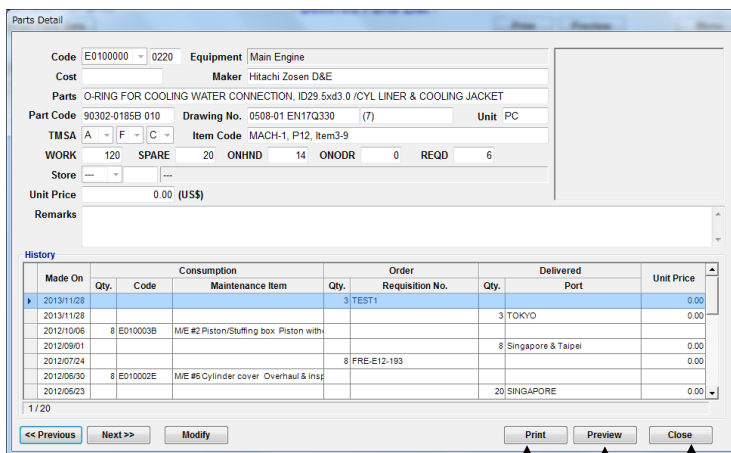 Parts Detail
Code E0100000 0220 Equipment Main Engine
Cost Maker Hitachi Zosen D&E
Parts O-RING FOR COOLING WATER CONNECTION, ID29.5xd3.0 /CYL LINER & COOLING JACKET
Part Code 90302-0185B 010 Drawing No. 0508-01 EN17Q330 (7) Unit PC
TMSA A F C Item Code MACH-1, P12, Item3-9
WORK 120 SPARE 20 ONHND 14 ONODR 0 REQD 6
Store --- ---
Unit Price 0.00 (US$)
Remarks
History
Made On Consumption Order Delivered Unit Price
Qty. Code Maintenance Item Qty. Requisition No. Qty. Port
2013/11/28 3 TEST1 0.00
2013/11/28 3 TOKYO 0.00
2012/10/06 8 E010003B M/E #2 Piston/Stuffing box Piston with
2012/09/01 8 Singapore & Taipei 0.00
2012/07/24 8 FRE-E12-193 0.00
2012/06/30 8 E010002E M/E #5 Cylinder cover Overhaul & insp
2012/05/23 20 SINGAPORE 0.00
1 / 20
<< Previous Next >> Modify Print Preview Close